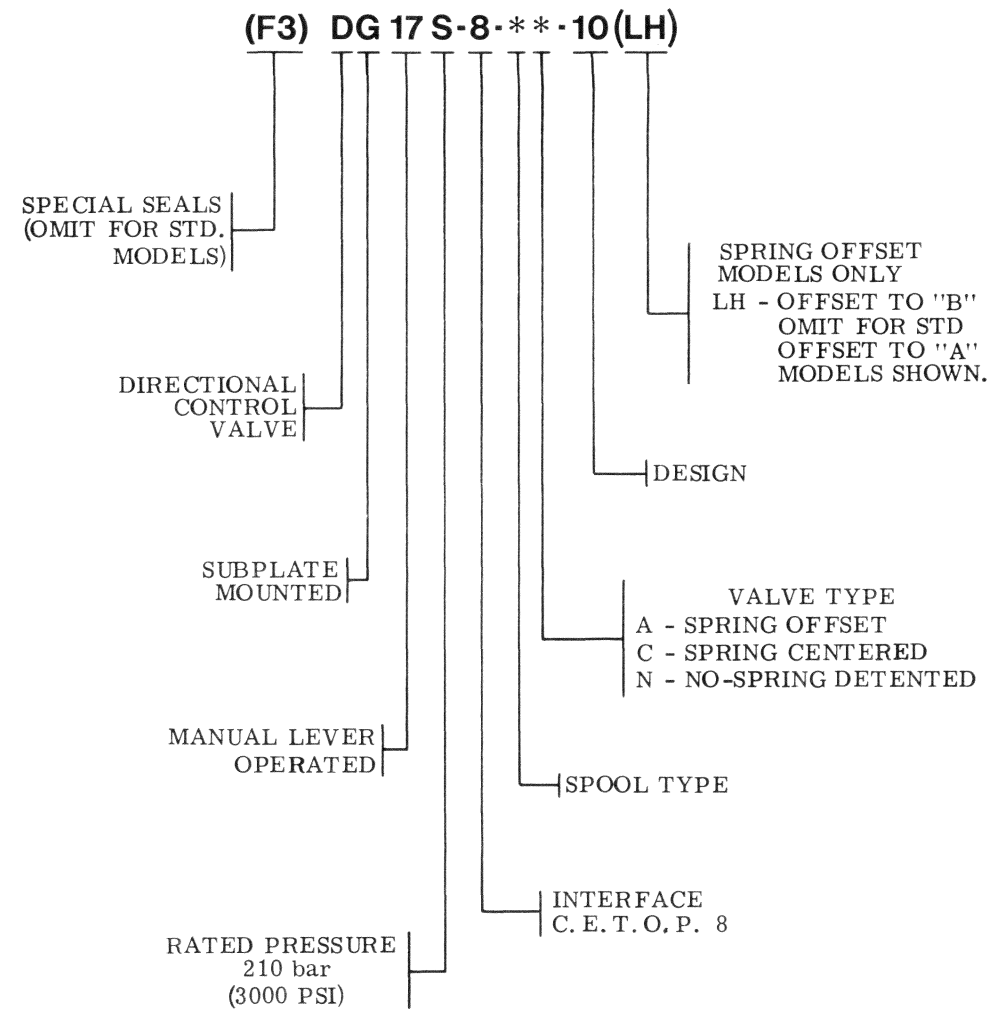 (F3) DG17S-8-**-10(LH)
SPECIAL SEALS
(OMIT FOR STD.
MODELS)
SPRING OFFSET
MODELS ONLY
LH - OFFSET TO "B"
OMIT FOR STD
OFFSET TO "A"
MODELS SHOWN.
DIRECTIONAL
CONTROL
VALVE
DESIGN
SUBPLATE
MOUNTED
VALVE TYPE
A - SPRING OFFSET
C - SPRING CENTERED
N - NO-SPRING DETENTED
MANUAL LEVER
OPERATED
SPOOL TYPE
INTERFACE
C.E.T.O.P. 8
RATED PRESSURE
210 bar
(3000 PSI)